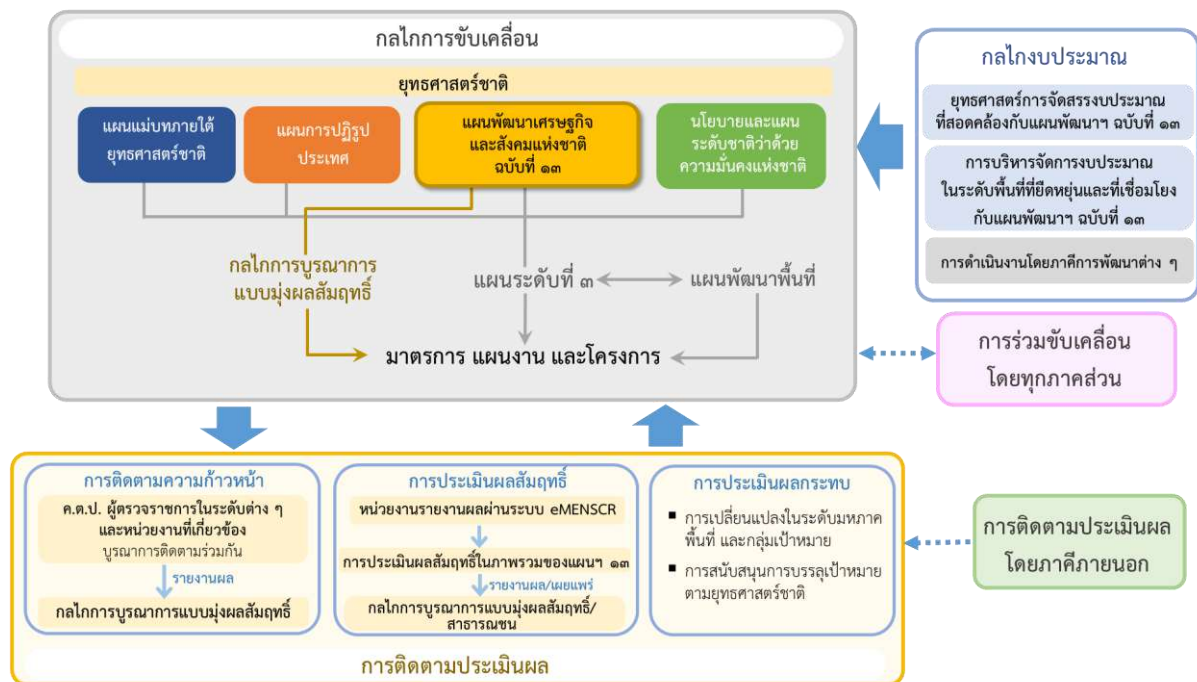 กลไกการขับเคลื่อน
ยุทธศาสตร์ชาติ
แผนแม่บทภายใต้
ยุทธศาสตร์ชาติ
แผนการปฏิรูป
ประเทศ
แผนพัฒนาเศรษฐกิจ
และสังคมแห่งชาติ
ฉบับที่ ๑๓
นโยบายและแผน
ระดับชาติว่าด้วย
ความมั่นคงแห่งชาติ
กลไกการบูรณาการ
แบบมุ่งผลสัมฤทธิ์
แผนระดับที่ ๓
แผนพัฒนาพื้นที่
มาตรการ แผนงาน และโครงการ
กลไกงบประมาณ
ยุทธศาสตร์การจัดสรรงบประมาณ
ที่สอดคล้องกับแผนพัฒนาฯ ฉบับที่ ๑๓
การบริหารจัดการงบประมาณ
ในระดับพื้นที่ที่ยืดหยุ่นและที่เชื่อมโยง
กับแผนพัฒนาฯ ฉบับที่ ๑๓
การดำเนินงานโดยภาคีการพัฒนาต่าง ๆ
การร่วมขับเคลื่อน
โดยทุกภาคส่วน
การติดตามความก้าวหน้า
ค.ต.ป. ผู้ตรวจราชการในระดับต่าง ๆ
และหน่วยงานที่เกี่ยวข้อง
บูรณาการติดตามร่วมกัน
รายงานผล
กลไกการบูรณาการแบบมุ่งผลสัมฤทธิ์
การประเมินผลสัมฤทธิ์
หน่วยงานรายงานผลผ่านระบบ eMENSCR
การประเมินผลสัมฤทธิ์ในภาพรวมของแผนฯ ๑๓
รายงานผล/เผยแพร่
กลไกการบูรณาการแบบมุ่งผลสัมฤทธิ์/
สาธารณชน
การประเมินผลกระทบ
▪ การเปลี่ยนแปลงในระดับมหภาค
พื้นที่ และกลุ่มเป้าหมาย
▪ การสนับสนุนการบรรลุเป้าหมาย
ตามยุทธศาสตร์ชาติ
การติดตามประเมินผล
การติดตามประเมินผล
โดยภาคีภายนอก